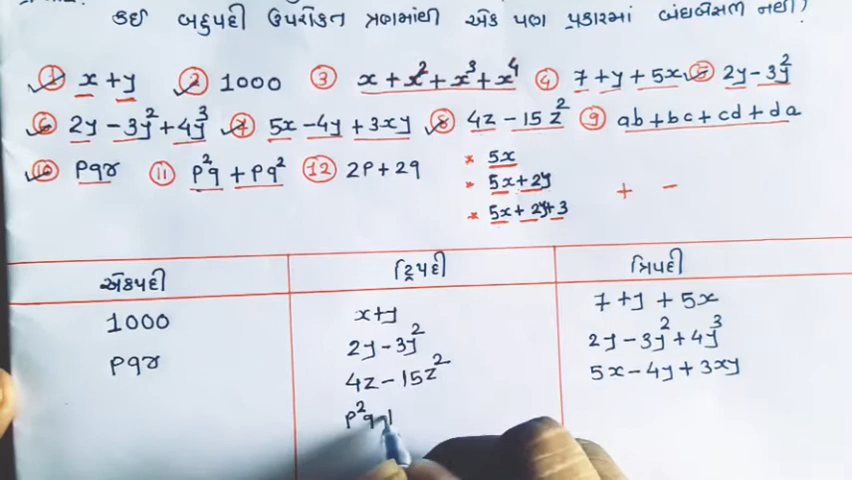 કઈ બહુપદી ઉપરોક્ત ત્રણમાંથી એક પણ પ્રકારમાં બંધબેસતી નથી?
① x + y ② 1000 ③ x + x² + x³ + x⁴ ④ 7 + y + 5x ⑤ 2y - 3y²
⑥ 2y - 3y² + 4y³ ⑦ 5x - 4y + 3xy ⑧ 4z - 15z² ⑨ ab + bc + cd + da
⑩ pqr ⑪ p²q + pq² ⑫ 2p + 2q * 5x
* 5x + 2y + -
* 5x + 2y + 3
એકપદી દ્વિપદી ત્રિપદી
1000 x+y 7 + y + 5x
pqr 2y - 3y² 2y - 3y² + 4y³
4z - 15z² 5x - 4y + 3xy
p²q